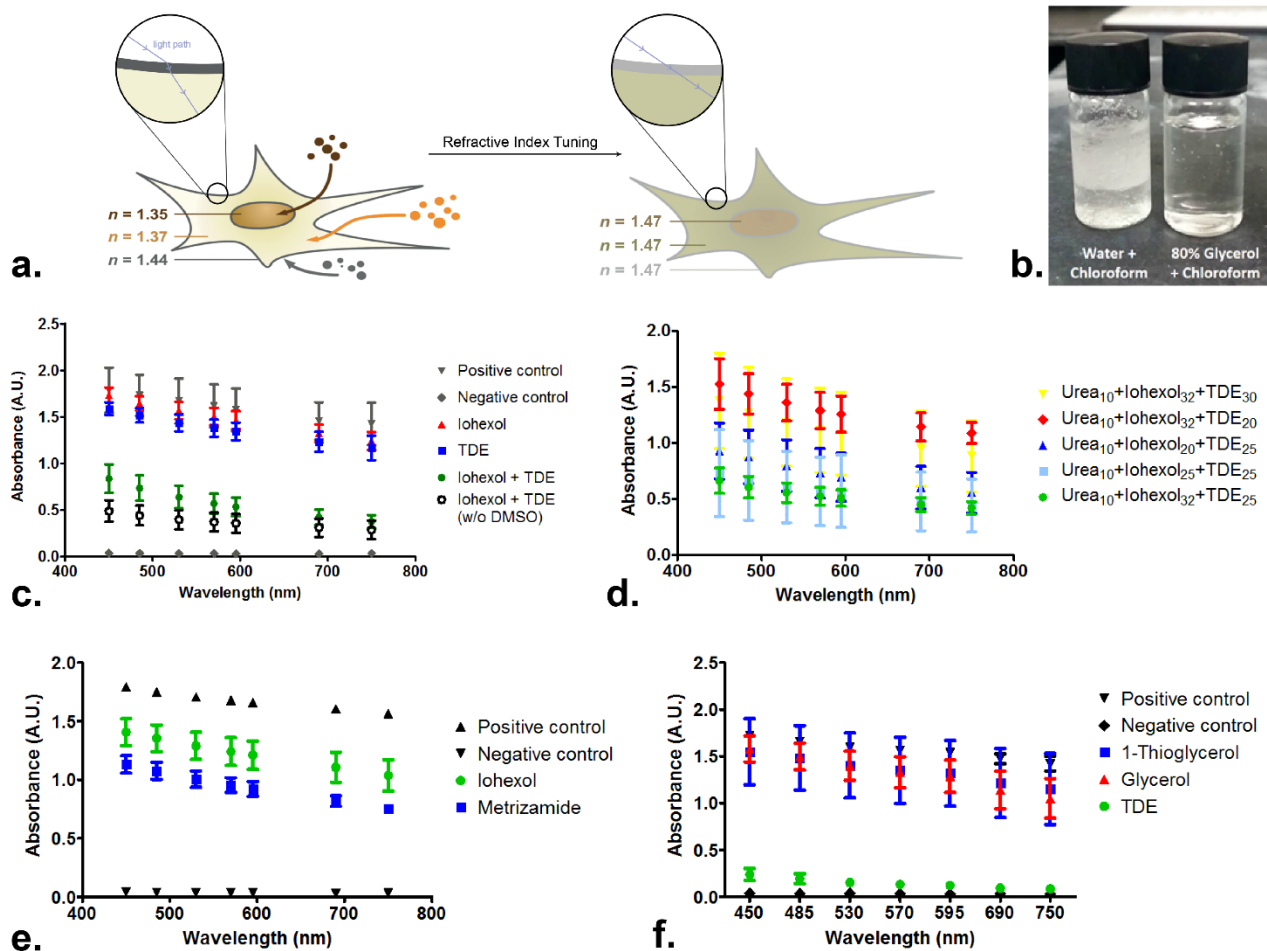 light path
Refractive Index Tuning
n = 1.35
n = 1.37
n = 1.44
n = 1.47
n = 1.47
n = 1.47
a.
Water +
Chloroform
80% Glycerol
+ Chloroform
b.
Absorbance (A.U.)
2.5
2.0
1.5
1.0
0.5
0.0
400
500
600
700
800
Wavelength (nm)
Positive control
Negative control
Iohexol
TDE
Iohexol + TDE
Iohexol + TDE
(w/o DMSO)
c.
Absorbance (A.U.)
2.0
1.5
1.0
0.5
0.0
400
500
600
700
800
Wavelength (nm)
Urea10+Iohexol32+TDE30
Urea10+Iohexol32+TDE20
Urea10+Iohexol20+TDE25
Urea10+Iohexol25+TDE25
Urea10+Iohexol32+TDE25
d.
Absorbance (A.U.)
2.0
1.5
1.0
0.5
0.0
400
500
600
700
800
Wavelength (nm)
Positive control
Negative control
Iohexol
Metrizamide
e.
Absorbance (A.U.)
2.5
2.0
1.5
1.0
0.5
0.0
450
485
530
570
595
690
750
Wavelength (nm)
Positive control
Negative control
1-Thioglycerol
Glycerol
TDE
f.